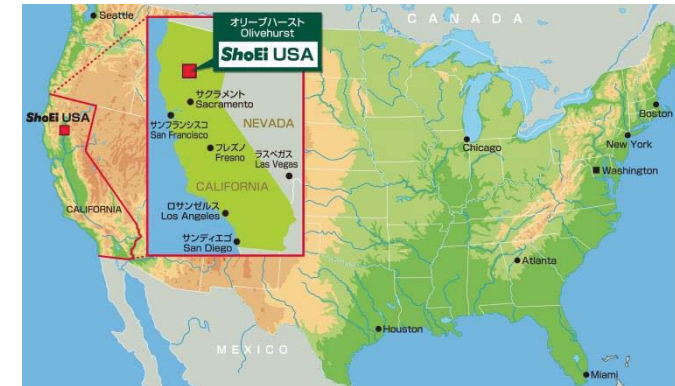 Seattle
CANADA
オリーブハースト
Olivehurst
ShoEi USA
サクラメント
Sacramento
サンフランシスコ
San Francisco
NEVADA
フレズノ
Fresno
ラスベガス
Las Vegas
CALIFORNIA
ロサンゼルス
Los Angeles
サンディエゴ
San Diego
ShoEi USA
CALIFORNIA
Boston
New York
Chicago
Washington
Atlanta
Houston
MEXICO
Miami